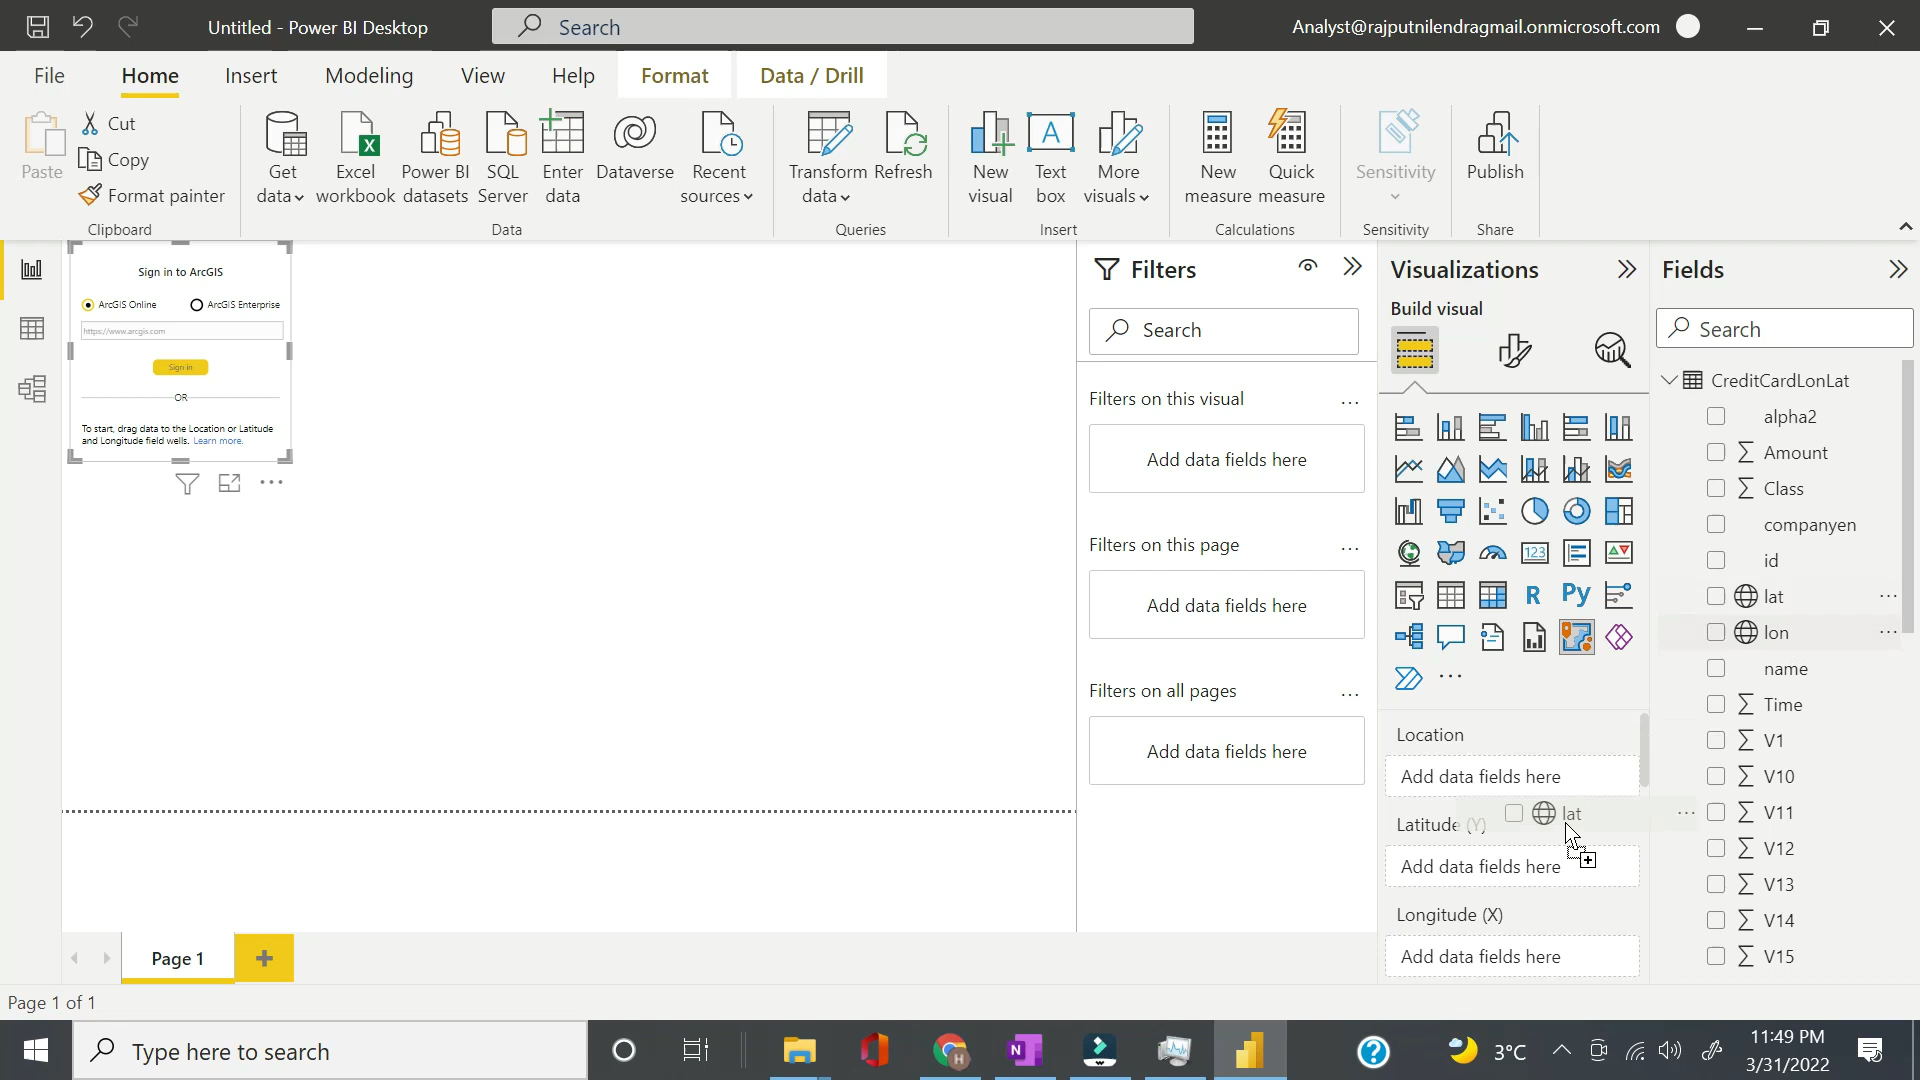 Untitled - Power BI Desktop
Search
Analyst@rajputnilendragmail.onmicrosoft.com
File Home Insert Modeling View Help Format Data / Drill
Paste
Cut
Copy
Format painter
Clipboard
Get data
Excel workbook
Power BI datasets
SQL Server
Enter data
Dataverse
Recent sources
Data
Transform data
Refresh
Queries
New visual
Text box
More visuals
Insert
New measure
Quick measure
Calculations
Sensitivity
Sensitivity
Publish
Share
Sign in to ArcGIS
ArcGIS Online ArcGIS Enterprise
https://www.arcgis.com
Sign in
OR
To start, drag data to the Location or Latitude
and Longitude field wells. Learn more.
Filters
Search
Filters on this visual ...
Add data fields here
Filters on this page ...
Add data fields here
Filters on all pages ...
Add data fields here
Visualizations
Build visual
123
R
Py
...
Location
Add data fields here
lat ...
Latitude (Y)
Add data fields here
Longitude (X)
Add data fields here
Fields
Search
CreditCardLonLat
alpha2
∑ Amount
∑ Class
companyen
id
lat ...
lon ...
name
∑ Time
∑ V1
∑ V10
∑ V11
∑ V12
∑ V13
∑ V14
∑ V15
Page 1 +
Page 1 of 1
Type here to search
N
H
?
3°C
11:49 PM
3/31/2022